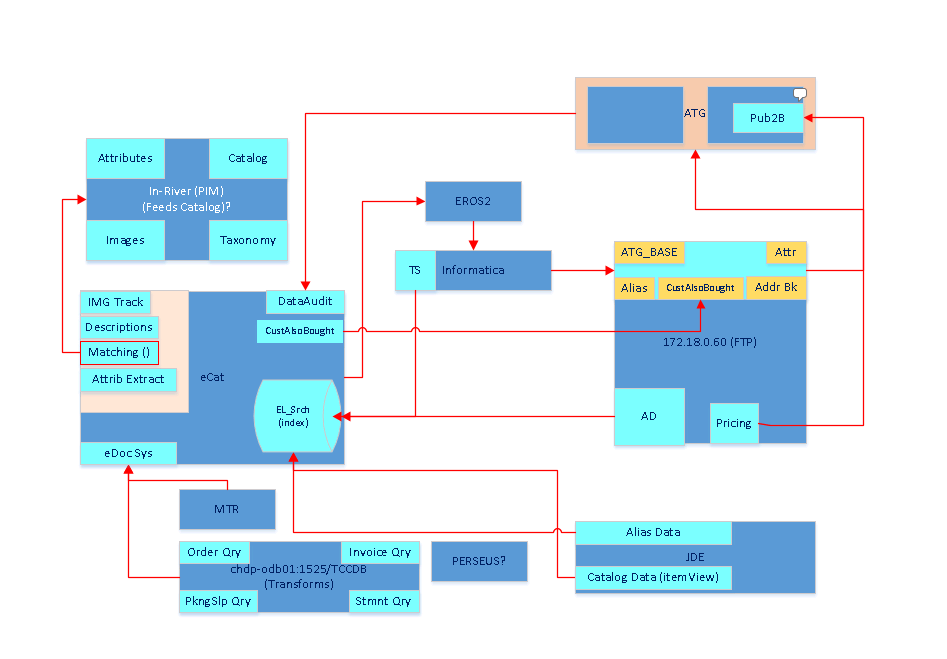 ATG
Pub2B
Attributes
Catalog
In-River (PIM)
(Feeds Catalog)?
Images
Taxonomy
EROS2
TS
Informatica
ATG_BASE
Attr
Alias
CustAlsoBought
Addr Bk
172.18.0.60 (FTP)
AD
Pricing
IMG Track
Descriptions
Matching ()
Attrib Extract
eCat
DataAudit
CustAlsoBought
EL_Srch
(index)
eDoc Sys
MTR
Order Qry
Invoice Qry
chdp-odb01:1525/TCCDB
(Transforms)
PkngSlp Qry
Stmnt Qry
PERSEUS?
Alias Data
JDE
Catalog Data (itemView)